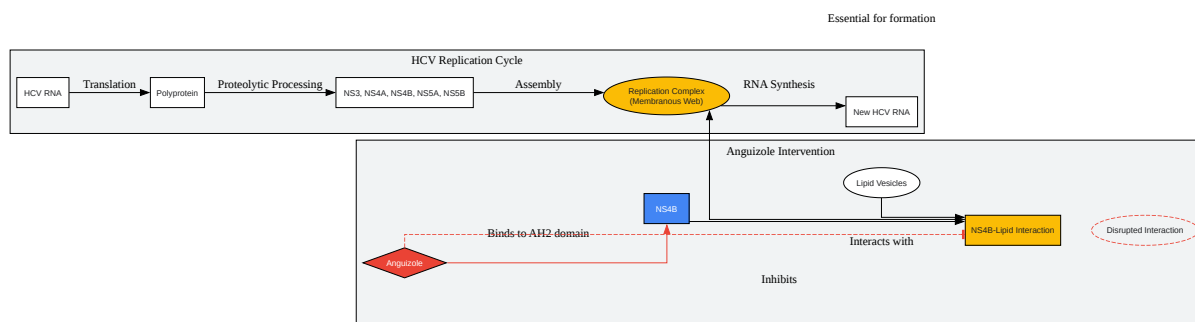 Essential for formation
HCV Replication Cycle
HCV RNA
Translation
Polyprotein
Proteolytic Processing
NS3, NS4A, NS4B, NS5A, NS5B
Assembly
Replication Complex
(Membranous Web)
RNA Synthesis
New HCV RNA
Anguizole Intervention
Lipid Vesicles
NS4B
NS4B-Lipid Interaction
Disrupted Interaction
Binds to AH2 domain
Interacts with
Anguizole
Inhibits